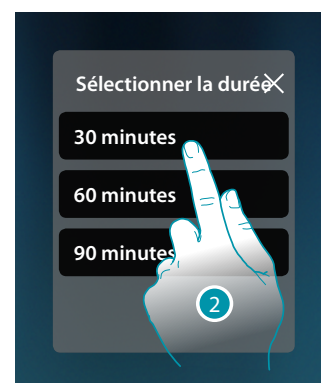 Sélectionner la durée
30 minutes
60 minutes
90 minutes
2